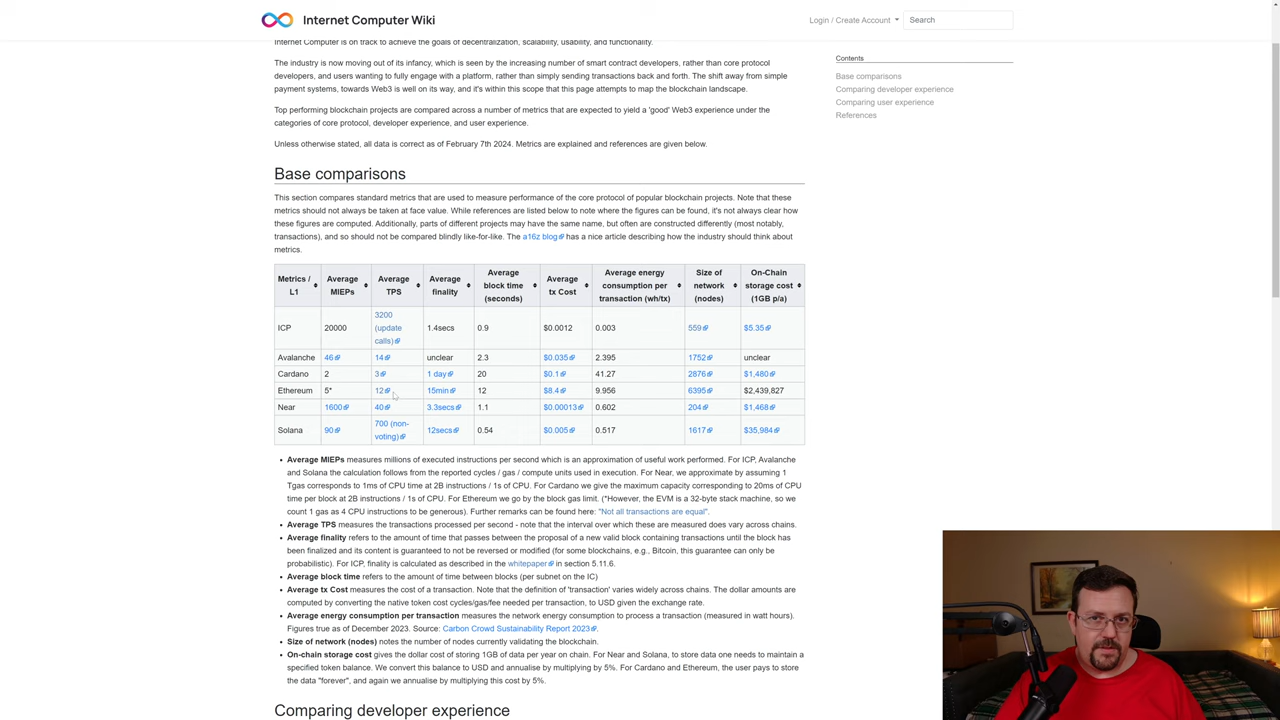 Internet Computer Wiki
Login / Create Account
Search
Internet Computer is on track to achieve the goals of decentralization, scalability, usability, and functionality.
The industry is now moving out of its infancy, which is seen by the increasing number of smart contract developers, rather than core protocol
developers, and users wanting to fully engage with a platform, rather than simply sending transactions back and forth. The shift away from simple
payment systems, towards Web3 is well on its way, and it's within this scope that this page attempts to map the blockchain landscape.
Top performing blockchain projects are compared across a number of metrics that are expected to yield a 'good' Web3 experience under the
categories of core protocol, developer experience, and user experience.
Unless otherwise stated, all data is correct as of February 7th 2024. Metrics are explained and references are given below.
Contents
Base comparisons
Comparing developer experience
Comparing user experience
References
Base comparisons
This section compares standard metrics that are used to measure performance of the core protocol of popular blockchain projects. Note that these
metrics should not always be taken at face value. While references are listed below to note where the figures can be found, it's not always clear how
these figures are computed. Additionally, parts of different projects may have the same name, but often are constructed differently (most notably,
transactions), and so should not be compared blindly like-for-like. The a16z blog has a nice article describing how the industry should think about
metrics.
Metrics / L1 Average MIEPs Average TPS Average finality Average block time (seconds) Average tx Cost Average energy consumption per transaction (wh/tx) Size of network (nodes) On-Chain storage cost (1GB p/a)
ICP 20000 3200 (update calls) 1.4secs 0.9 $0.0012 0.003 559 $5.35
Avalanche 46 14 unclear 2.3 $0.035 2.395 1752 unclear
Cardano 2 3 1 day 20 $0.1 41.27 2876 $1,480
Ethereum 5* 12 15min 12 $8.4 9.956 6395 $2,439,827
Near 1600 40 3.3secs 1.1 $0.00013 0.602 204 $1,468
Solana 90 700 (non-voting) 12secs 0.54 $0.005 0.517 1617 $35,984
Average MIEPs measures millions of executed instructions per second which is an approximation of useful work performed. For ICP, Avalanche
and Solana the calculation follows from the reported cycles / gas / compute units used in execution. For Near, we approximate by assuming 1
Tgas corresponds to 1ms of CPU time at 2B instructions / 1s of CPU. For Cardano we give the maximum capacity corresponding to 20ms of CPU
time per block at 2B instructions / 1s of CPU. For Ethereum we go by the block gas limit. (*However, the EVM is a 32-byte stack machine, so we
count 1 gas as 4 CPU instructions to be generous). Further remarks can be found here: "Not all transactions are equal".
Average TPS measures the transactions processed per second - note that the interval over which these are measured does vary across chains.
Average finality refers to the amount of time that passes between the proposal of a new valid block containing transactions until the block has
been finalized and its content is guaranteed to not be reversed or modified (for some blockchains, e.g., Bitcoin, this guarantee can only be
probabilistic). For ICP, finality is calculated as described in the whitepaper in section 5.11.6.
Average block time refers to the amount of time between blocks (per subnet on the IC)
Average tx Cost measures the cost of a transaction. Note that the definition of 'transaction' varies widely across chains. The dollar amounts are
computed by converting the native token cost cycles/gas/fee needed per transaction, to USD given the exchange rate.
Average energy consumption per transaction measures the network energy consumption to process a transaction (measured in watt hours).
Figures true as of December 2023. Source: Carbon Crowd Sustainability Report 2023.
Size of network (nodes) notes the number of nodes currently validating the blockchain.
On-chain storage cost gives the dollar cost of storing 1GB of data per year on chain. For Near and Solana, to store data one needs to maintain a
specified token balance. We convert this balance to USD and annualise by multiplying by 5%. For Cardano and Ethereum, the user pays to store
the data "forever", and again we annualise by multiplying this cost by 5%.
Comparing developer experience